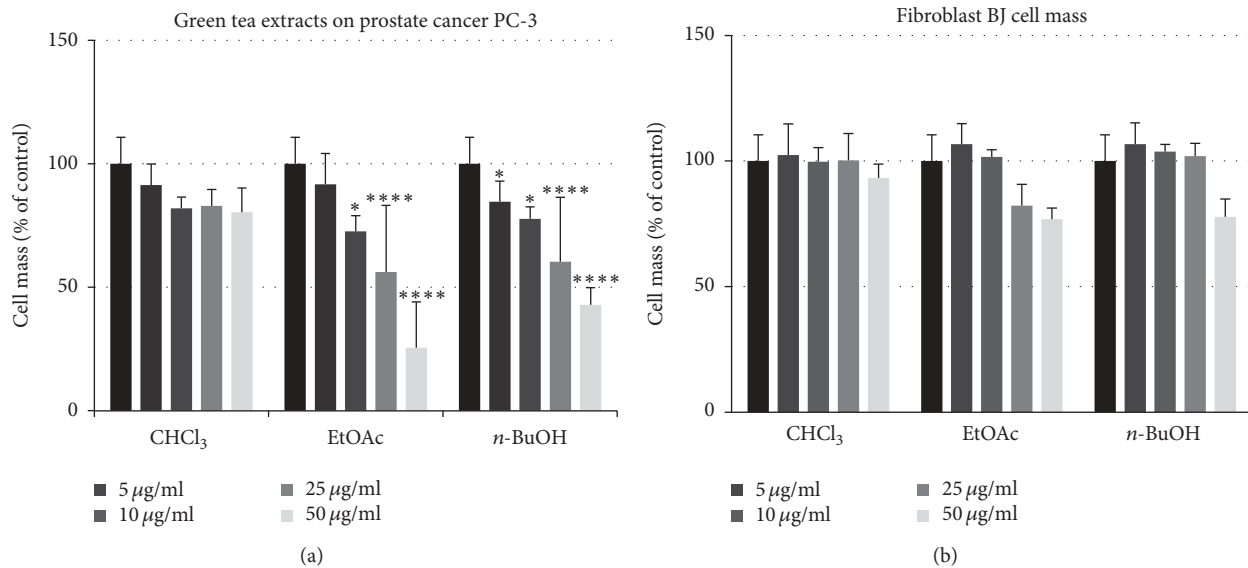 Green tea extracts on prostate cancer PC-3
150
100
50
0
Cell mass (% of control)
*
****
****
*
*
****
****
CHCl₃
EtOAc
n-BuOH
5 µg/ml
10 µg/ml
25 µg/ml
50 µg/ml
(a)
Fibroblast BJ cell mass
150
100
50
0
Cell mass (% of control)
CHCl₃
EtOAc
n-BuOH
5 µg/ml
10 µg/ml
25 µg/ml
50 µg/ml
(b)